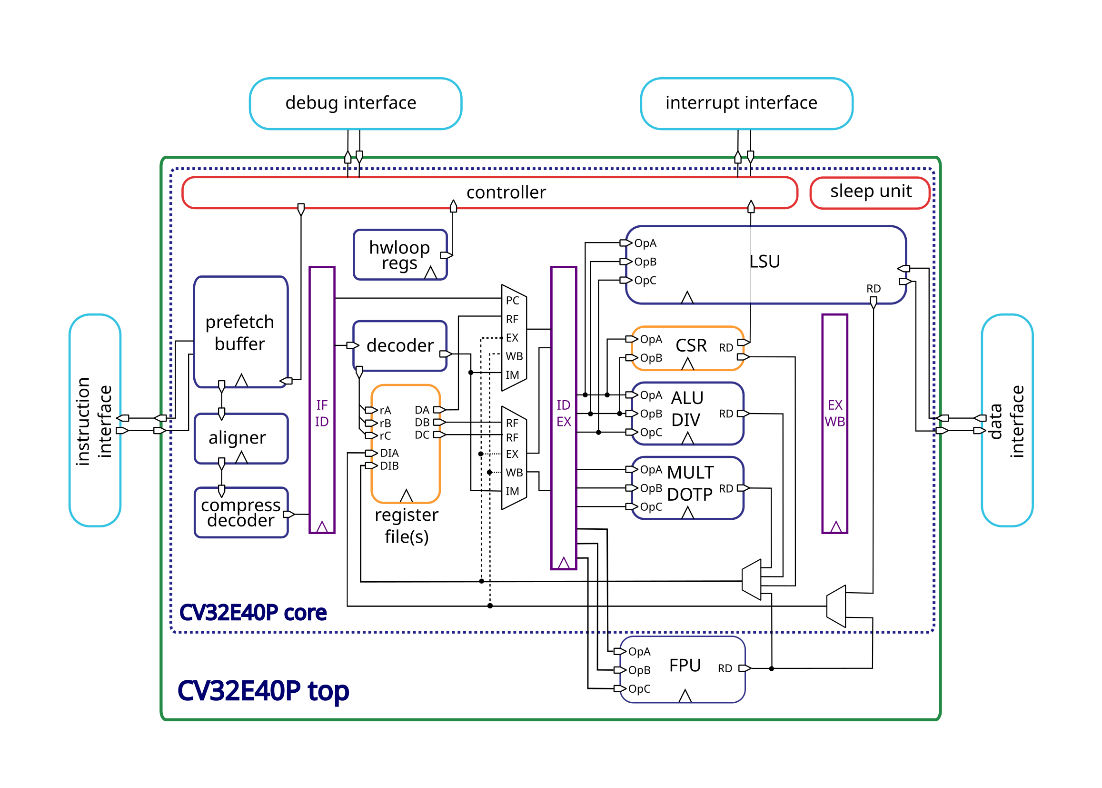 debug interface
interrupt interface
controller
sleep unit
hwloop
regs
LSU
OpA
OpB
OpC
RD
prefetch
buffer
instruction
interface
aligner
compress
decoder
IF
ID
decoder
rA
rB
rC
DIA
DIB
DA
DB
DC
register
file(s)
PC
RF
EX
WB
IM
RF
RF
EX
WB
IM
ID
EX
OpA
OpB
CSR
RD
OpA
OpB
OpC
ALU
DIV
RD
OpA
OpB
OpC
MULT
DOTP
RD
EX
WB
data
interface
CV32E40P core
OpA
OpB
OpC
FPU
RD
CV32E40P top